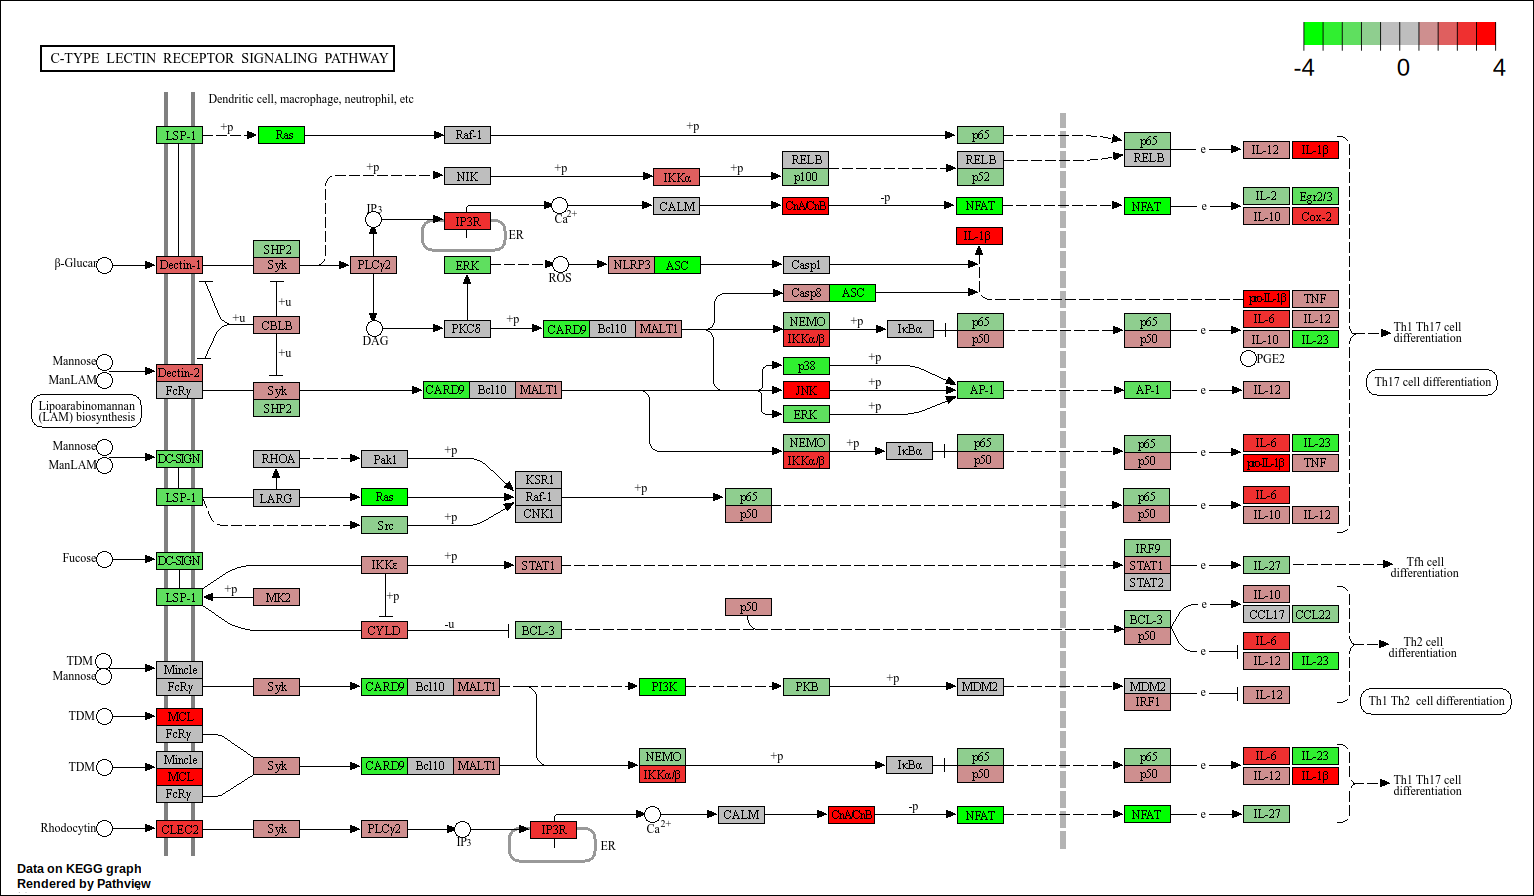 C-TYPE LECTIN RECEPTOR SIGNALING PATHWAY
-4 0 4
Dendritic cell, macrophage, neutrophil, etc
LSP-1 +p Ras Raf-1 +p p65 p65 RELB e IL-12 IL-1β
+p NIK +p IKKα +p RELB p100 RELB p52
IP3 IP3R ER Ca2+ CALM CnA/CnB -p NFAT NFAT e IL-2 Egr2/3
IL-10 Cox-2
IL-1β
β-Glucan Dectin-1 SHP2 Syk PLCγ2 ERK ROS NLRP3 ASC Casp1
Casp8 ASC pro-IL-1β TNF
+u CBLB +u +u
DAG PKCδ +p CARD9 Bcl10 MALT1 NEMO IKKα/β +p IκBα p65 p50 p65 p50 e IL-6 IL-12
IL-10 IL-23
PGE2
Th1 Th17 cell
differentiation
Th17 cell differentiation
Mannose
ManLAM
Dectin-2 FcRγ Syk SHP2 CARD9 Bcl10 MALT1 p38 +p JNK +p ERK +p AP-1 AP-1 e IL-12
Lipoarabinomannan
(LAM) biosynthesis
Mannose
ManLAM
DC-SIGN RHOA Pak1 +p NEMO IKKα/β +p IκBα p65 p50 p65 p50 e IL-6 IL-23
pro-IL-1β TNF
LSP-1 LARG Ras KSR1 Raf-1 CNK1 +p p65 p50 p65 p50 e IL-6
IL-10 IL-12
Src +p
Fucose DC-SIGN IKKε +p STAT1 IRF9 STAT1 STAT2 e IL-27
Tfh cell
differentiation
LSP-1 +p MK2 +p p50
CYLD -u BCL-3 BCL-3 p50 e IL-10
CCL17 CCL22
e IL-6
IL-12 IL-23
Th2 cell
differentiation
TDM
Mannose
Mincle FcRγ Syk CARD9 Bcl10 MALT1 PI3K PKB +p MDM2 MDM2 IRF1 e IL-12
Th1 Th2 cell differentiation
TDM MCL FcRγ
TDM Mincle MCL FcRγ Syk CARD9 Bcl10 MALT1 NEMO IKKα/β +p IκBα p65 p50 p65 p50 e IL-6 IL-23
IL-12 IL-1β
Th1 Th17 cell
differentiation
Rhodocytin CLEC2 Syk PLCγ2 IP3 IP3R ER Ca2+ CALM CnA/CnB -p NFAT NFAT e IL-27
Data on KEGG graph
Rendered by Pathview